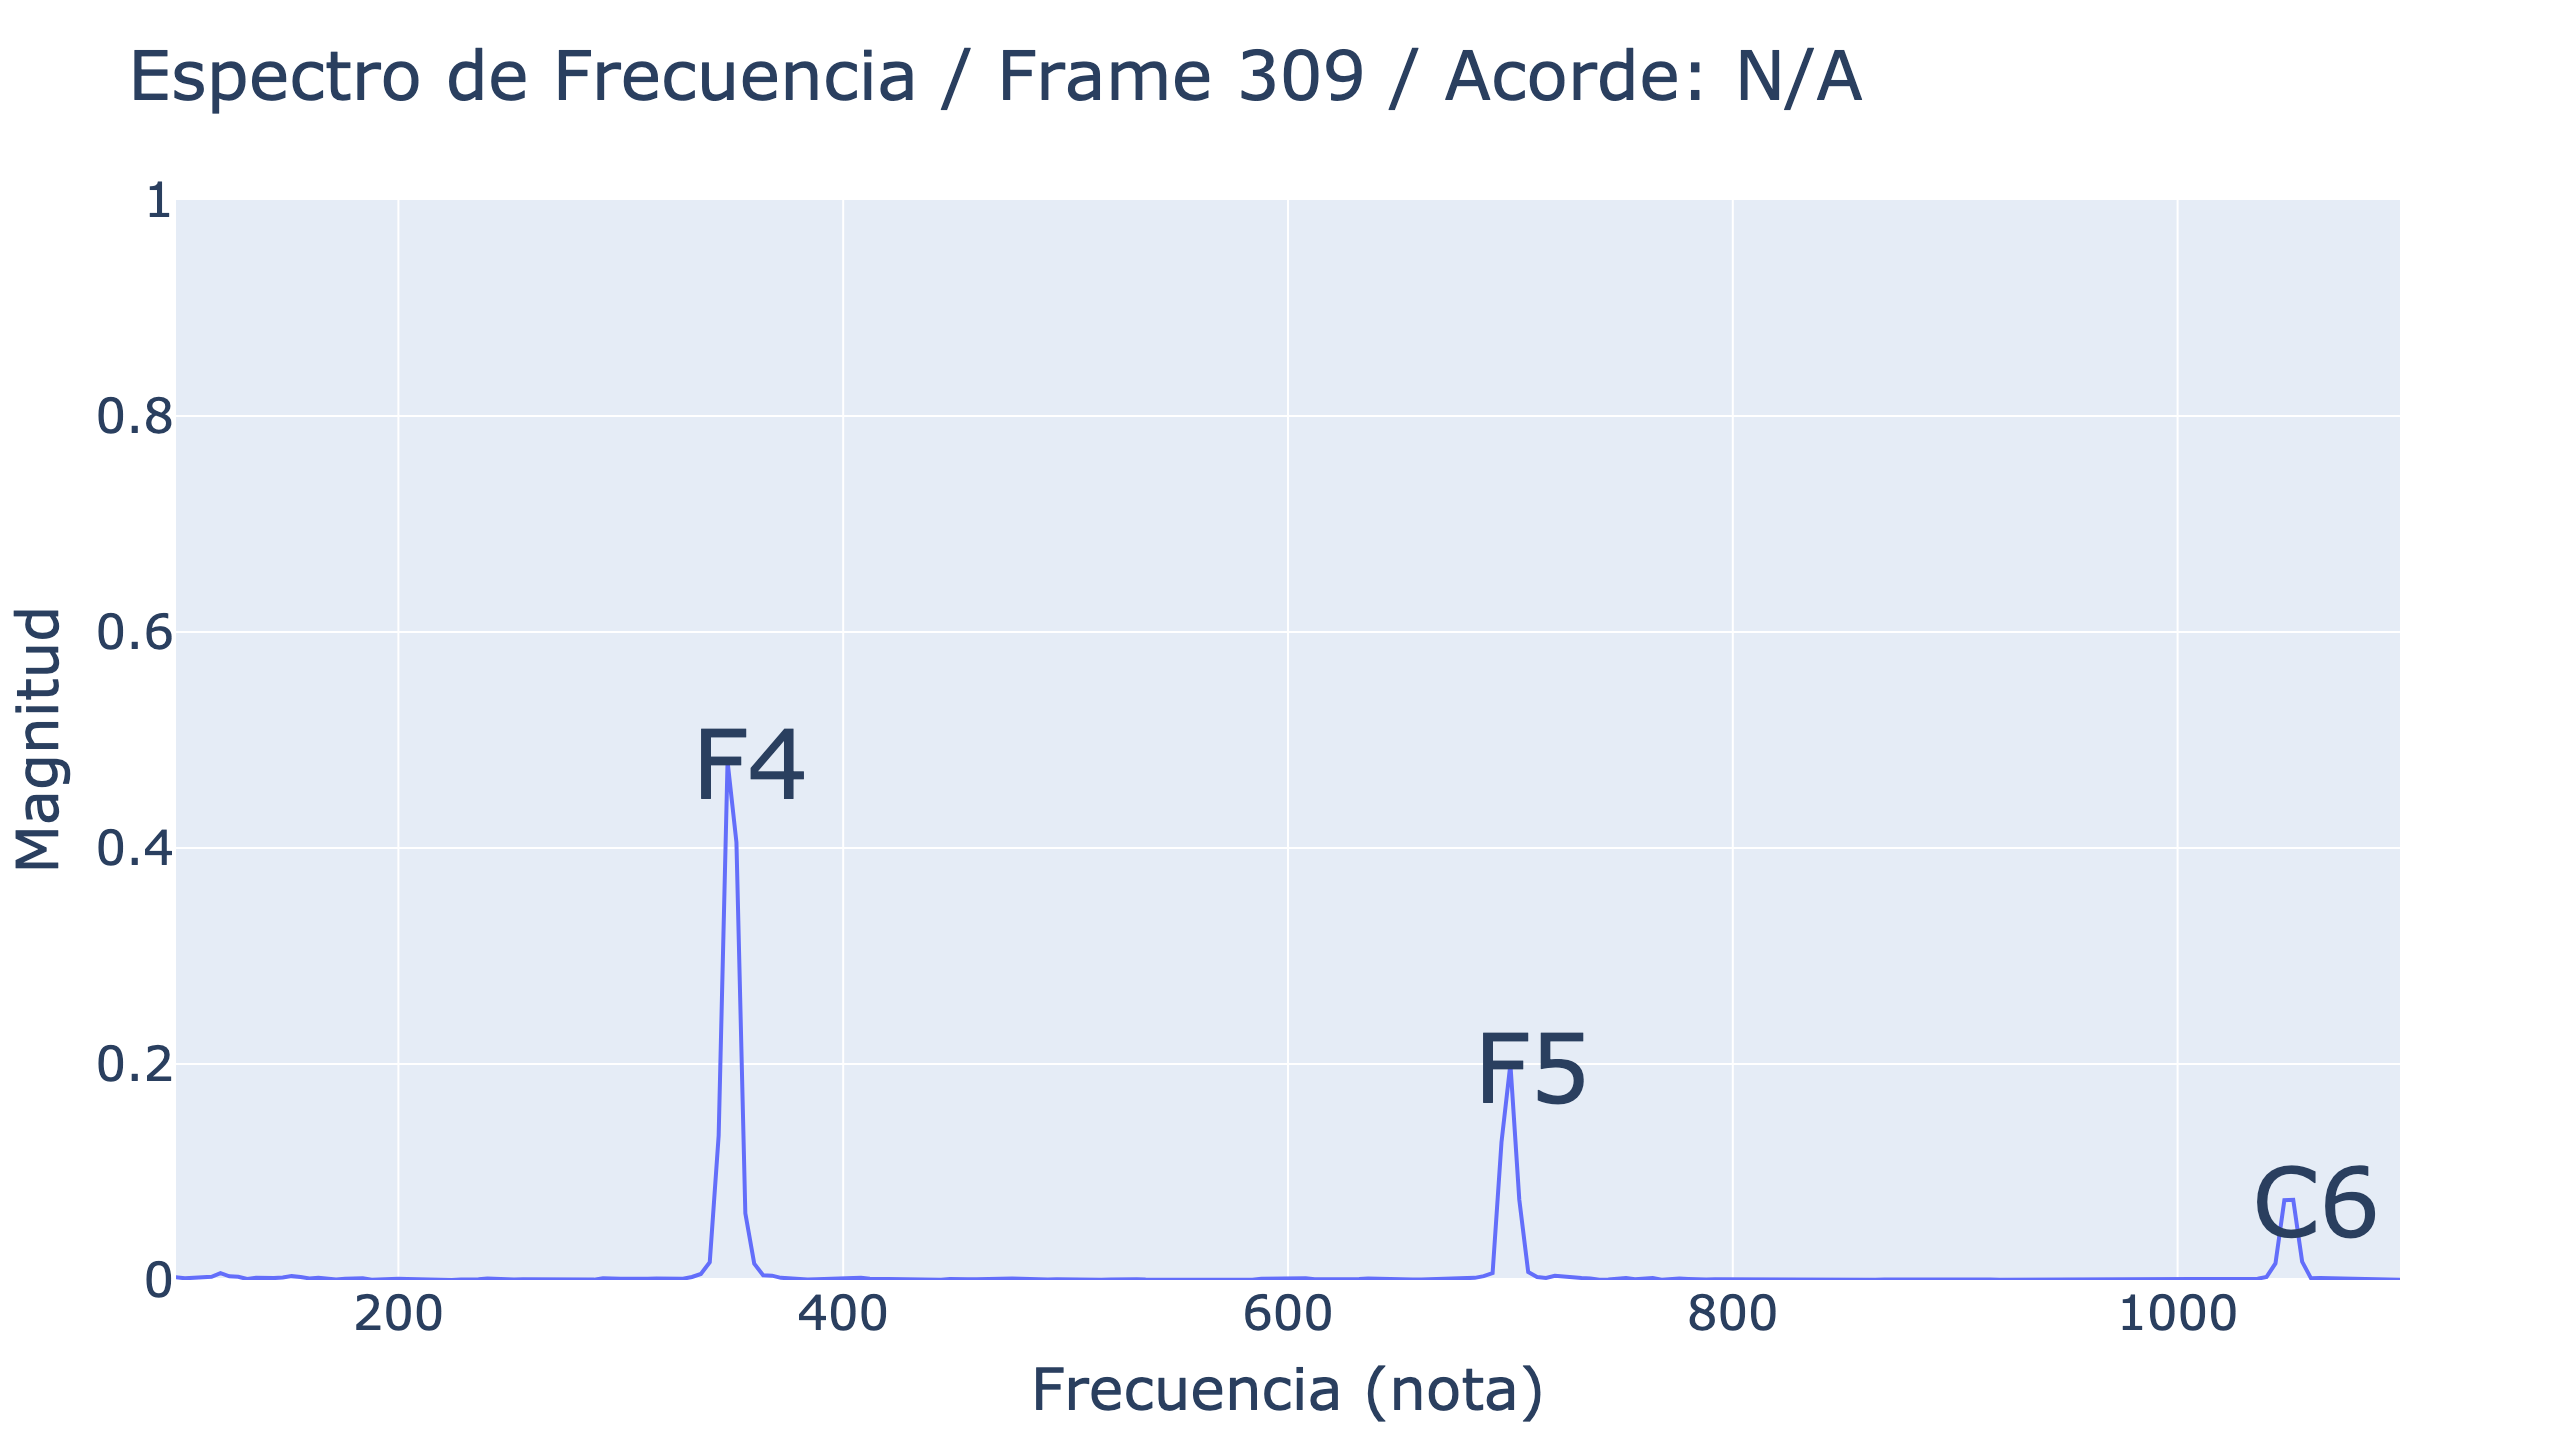 Espectro de Frecuencia / Frame 309 / Acorde: N/A
1
0.8
0.6
0.4
0.2
0
Magnitud
F4
F5
C6
200 400 600 800 1000
Frecuencia (nota)